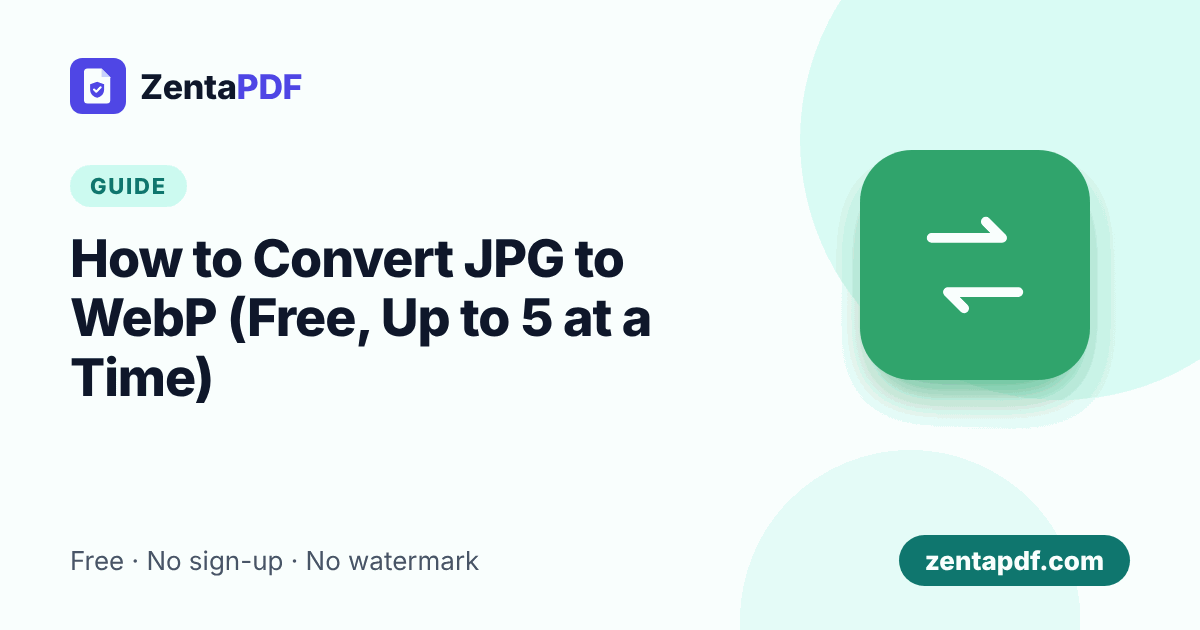 ZentaPDF
GUIDE
How to Convert JPG to
WebP (Free, Up to 5 at a
Time)
Free · No sign-up · No watermark
zentapdf.com